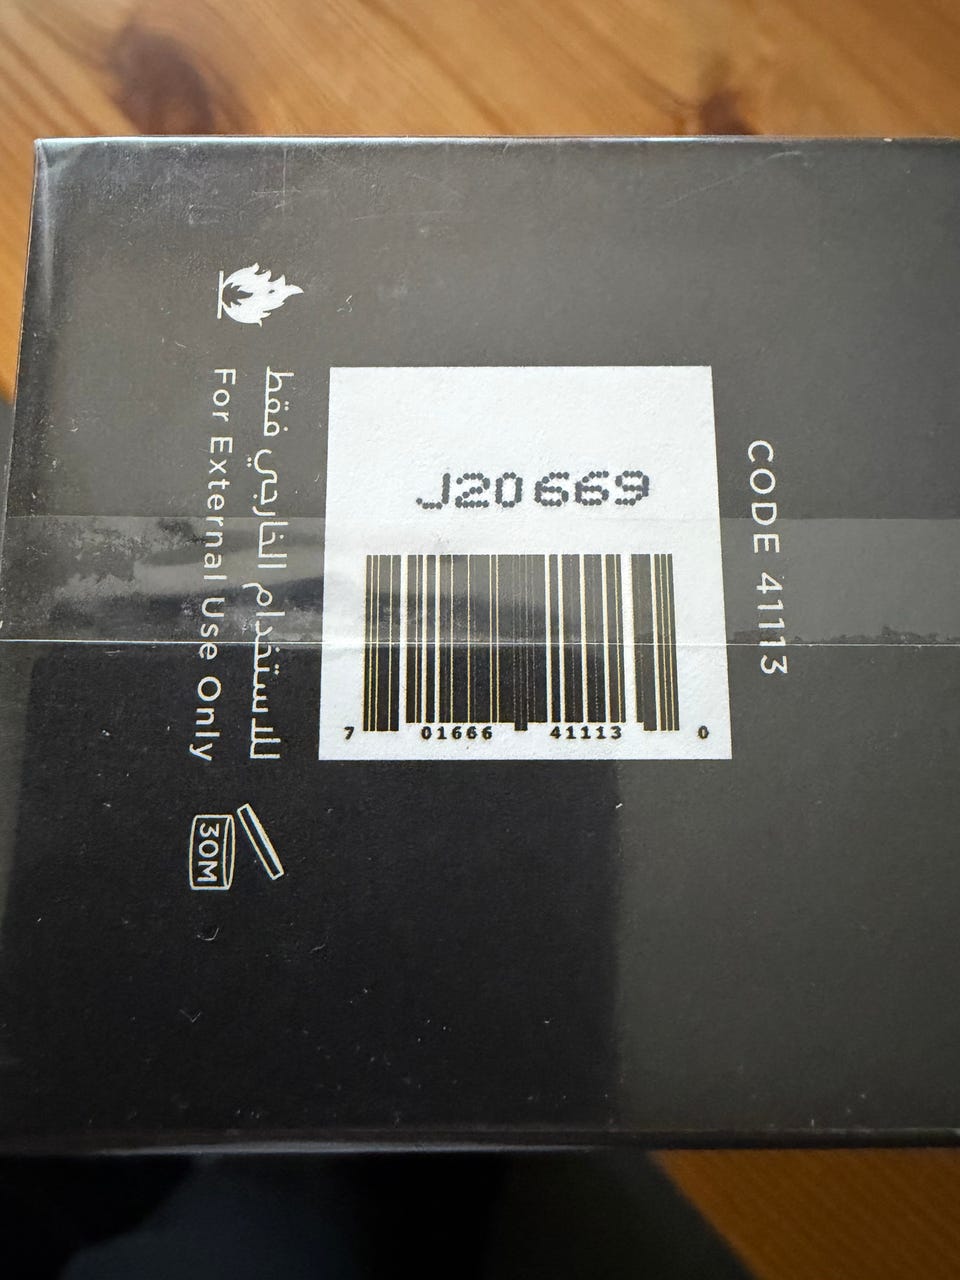 CODE 41113
J20669
7 01666 41113 0
للاستخدام الخارجي فقط
For External Use Only
30M